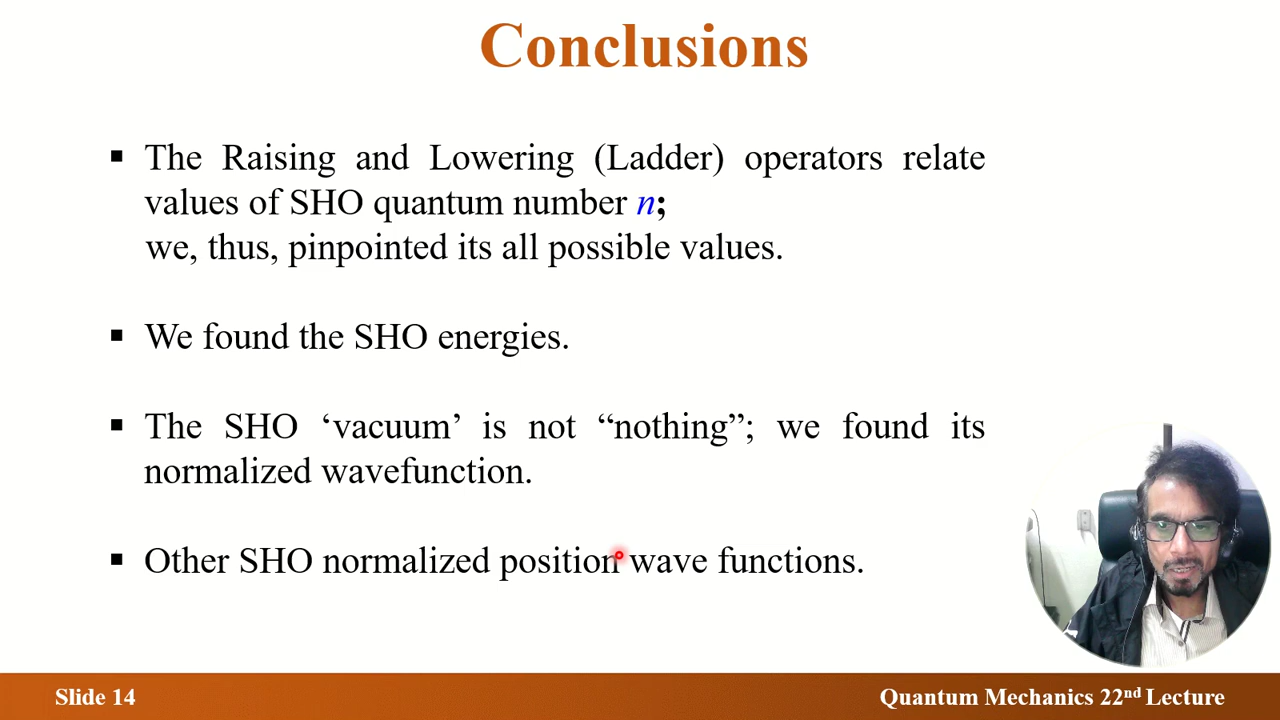 Conclusions
▪ The Raising and Lowering (Ladder) operators relate
values of SHO quantum number n;
we, thus, pinpointed its all possible values.
▪ We found the SHO energies.
▪ The SHO ‘vacuum’ is not “nothing”; we found its
normalized wavefunction.
▪ Other SHO normalized position wave functions.
Slide 14
Quantum Mechanics 22nd Lecture